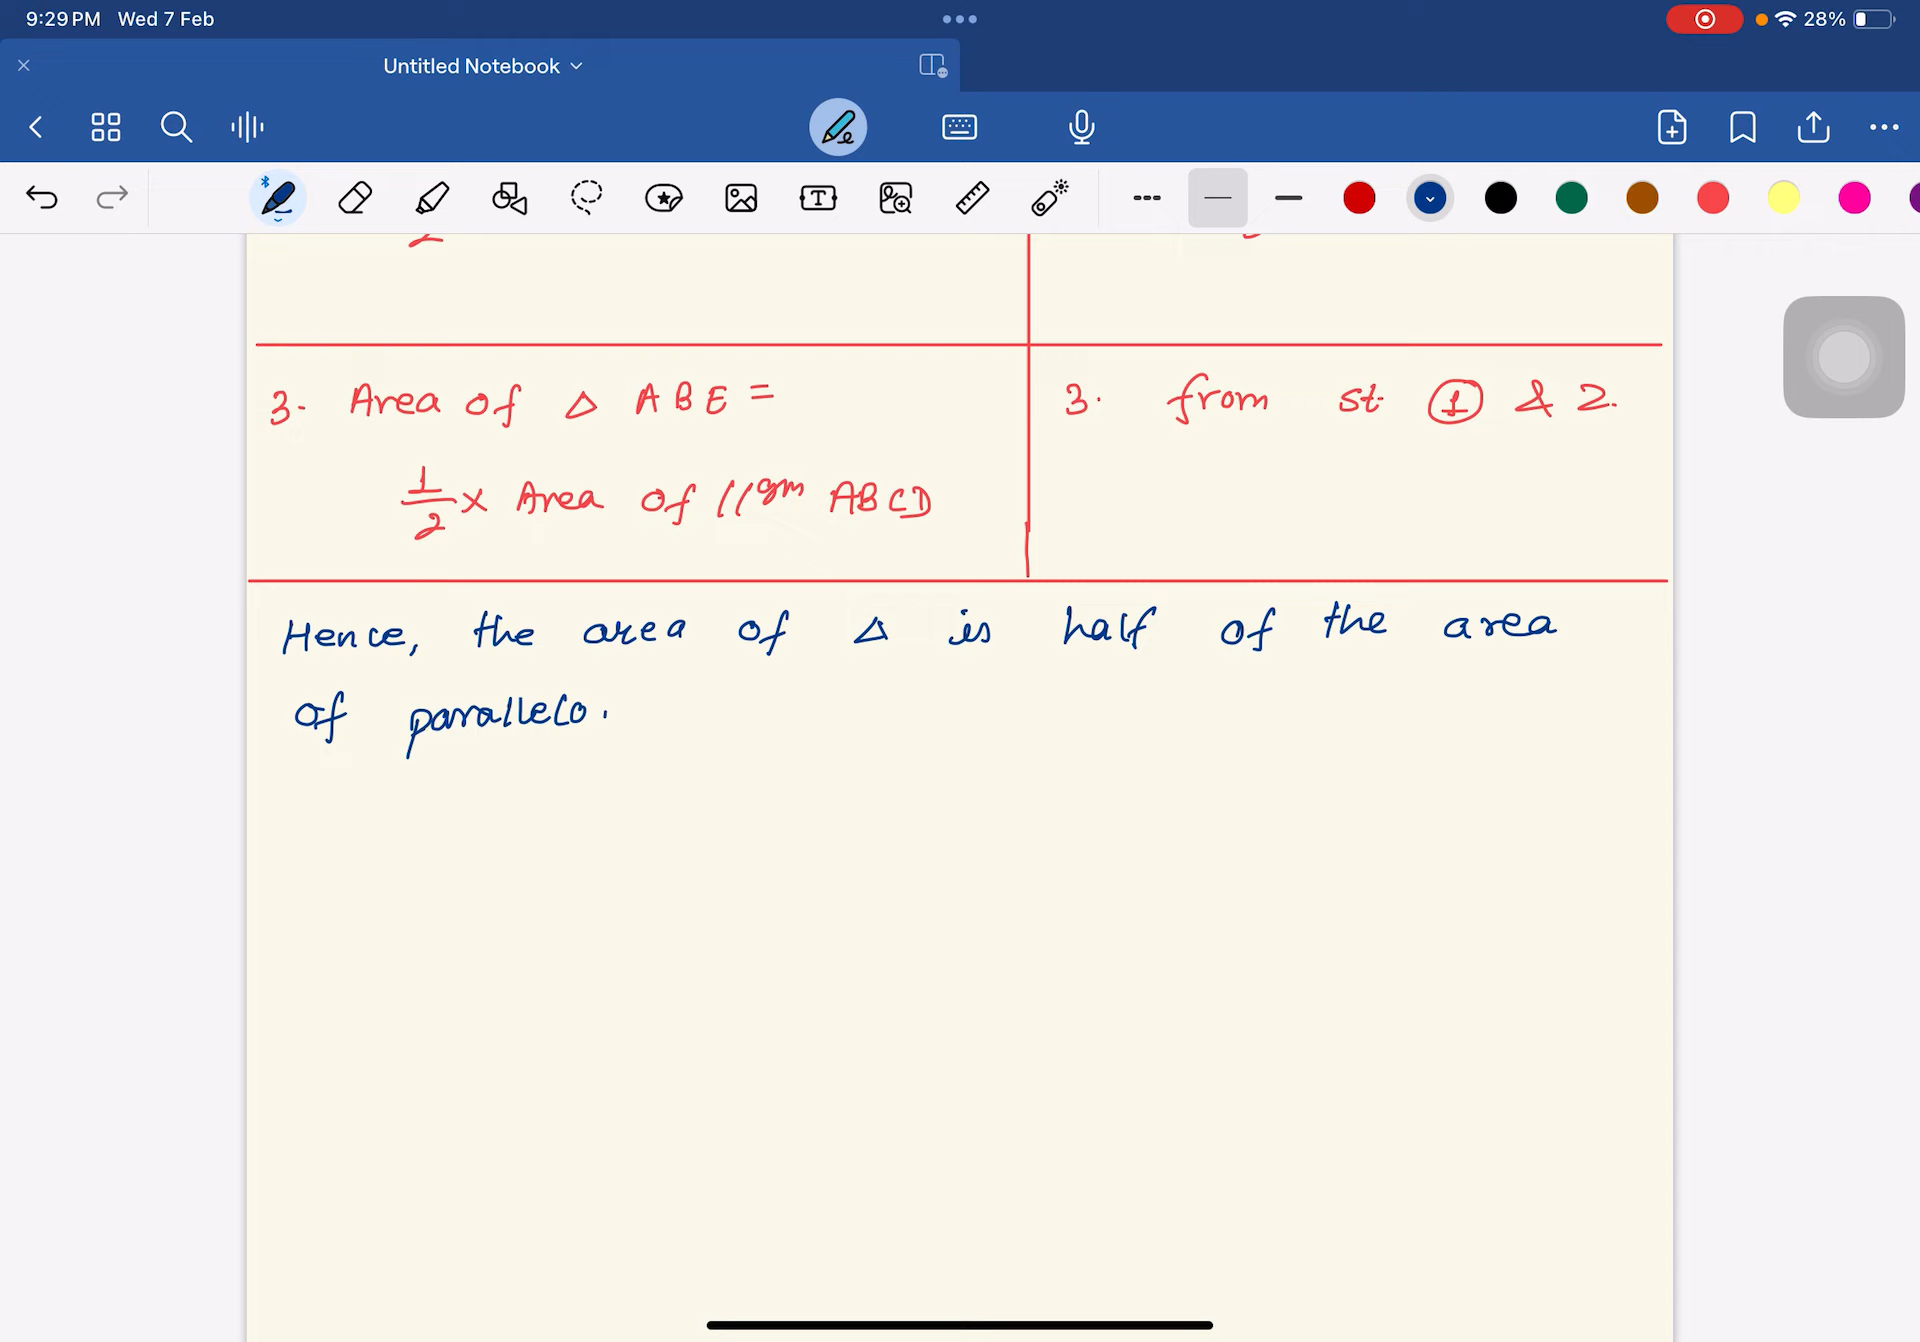 9:29 PM Wed 7 Feb
28%
Untitled Notebook
3. Area of △ ABE =
1/2 × Area of //gm ABCD
3. from st. ① & 2.
Hence, the area of △ is half of the area
of parallelo.